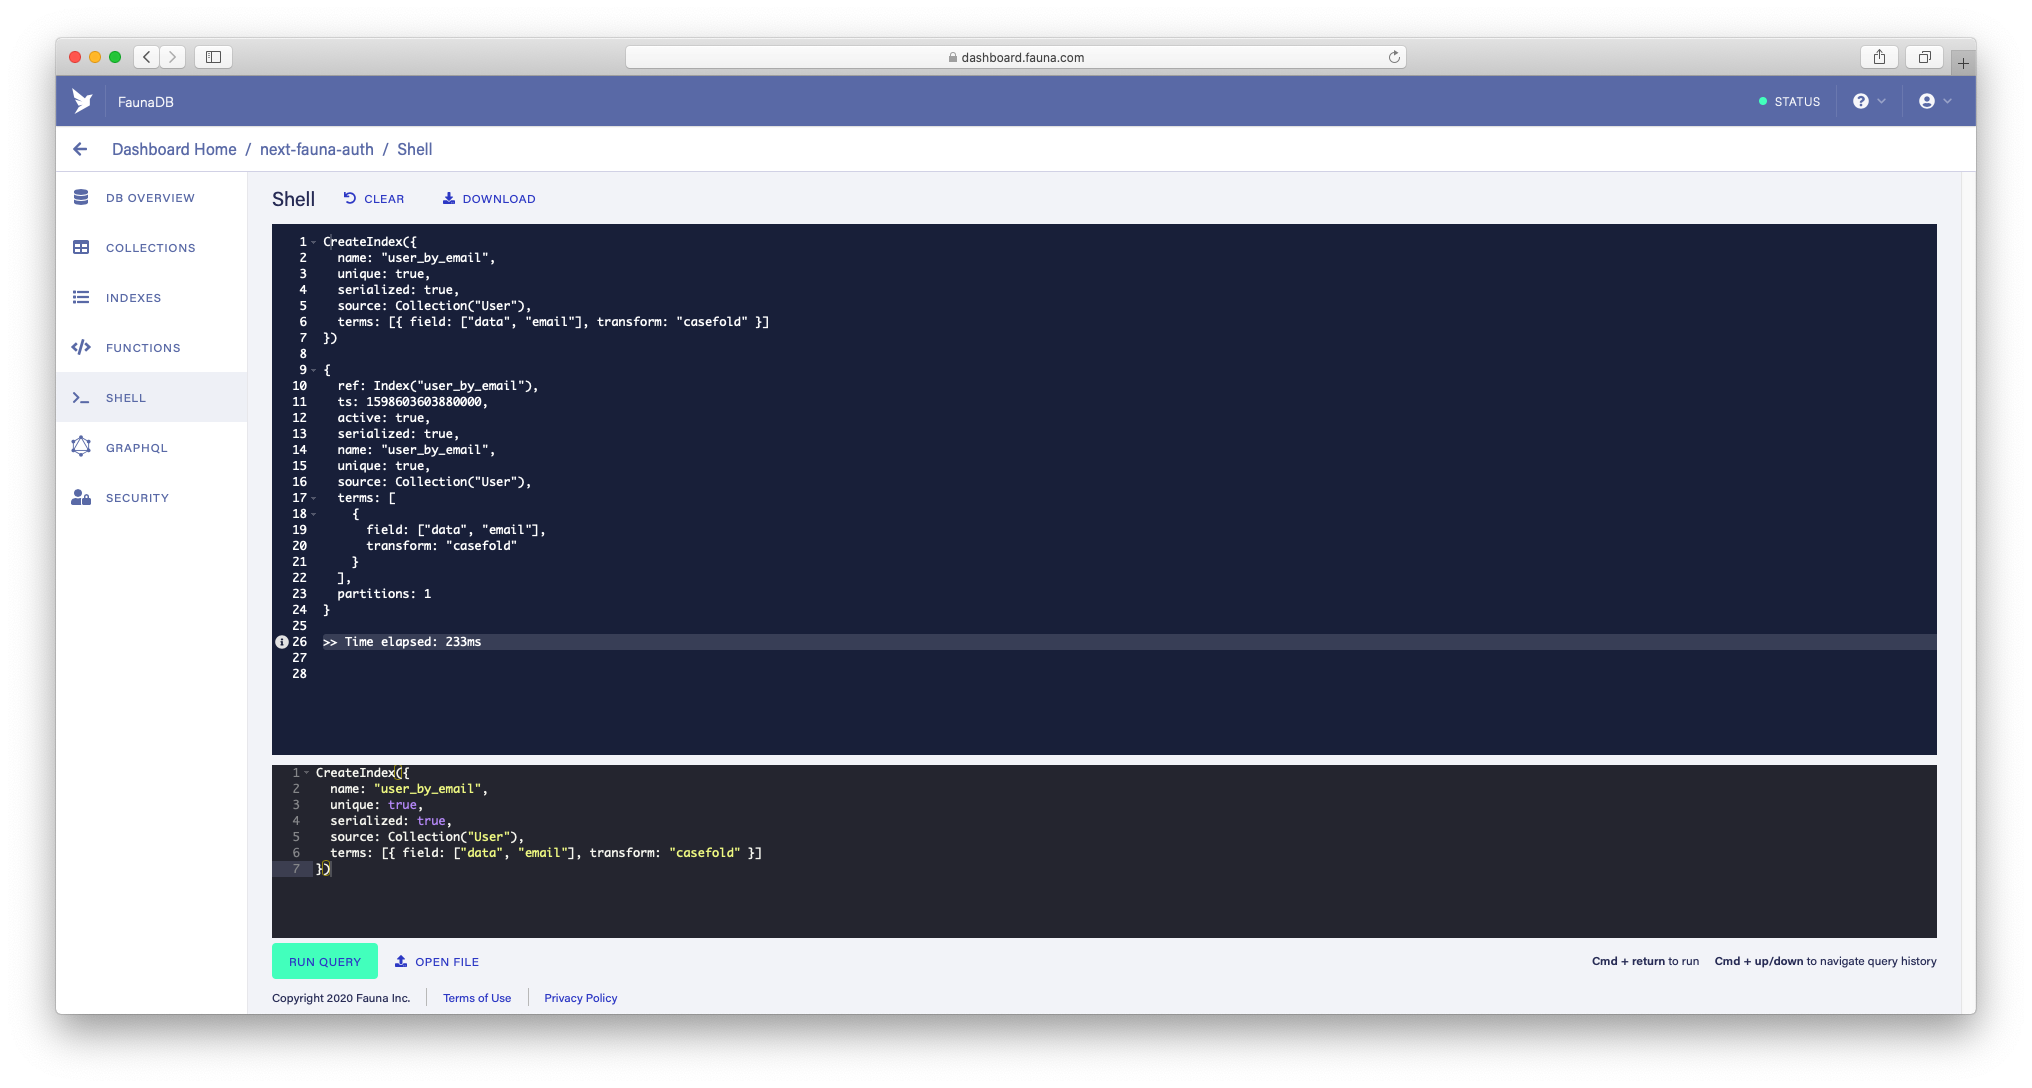 dashboard.fauna.com
FaunaDB
STATUS
Dashboard Home / next-fauna-auth / Shell
DB OVERVIEW
COLLECTIONS
INDEXES
FUNCTIONS
SHELL
GRAPHQL
SECURITY
Shell CLEAR DOWNLOAD
1 CreateIndex({
2 name: "user_by_email",
3 unique: true,
4 serialized: true,
5 source: Collection("User"),
6 terms: [{ field: ["data", "email"], transform: "casefold" }]
7 })
8
9 {
10 ref: Index("user_by_email"),
11 ts: 1598603603880000,
12 active: true,
13 serialized: true,
14 name: "user_by_email",
15 unique: true,
16 source: Collection("User"),
17 terms: [
18 {
19 field: ["data", "email"],
20 transform: "casefold"
21 }
22 ],
23 partitions: 1
24 }
25
26 >> Time elapsed: 233ms
27
28
1 CreateIndex({
2 name: "user_by_email",
3 unique: true,
4 serialized: true,
5 source: Collection("User"),
6 terms: [{ field: ["data", "email"], transform: "casefold" }]
7 })
RUN QUERY OPEN FILE
Cmd + return to run Cmd + up/down to navigate query history
Copyright 2020 Fauna Inc. Terms of Use Privacy Policy